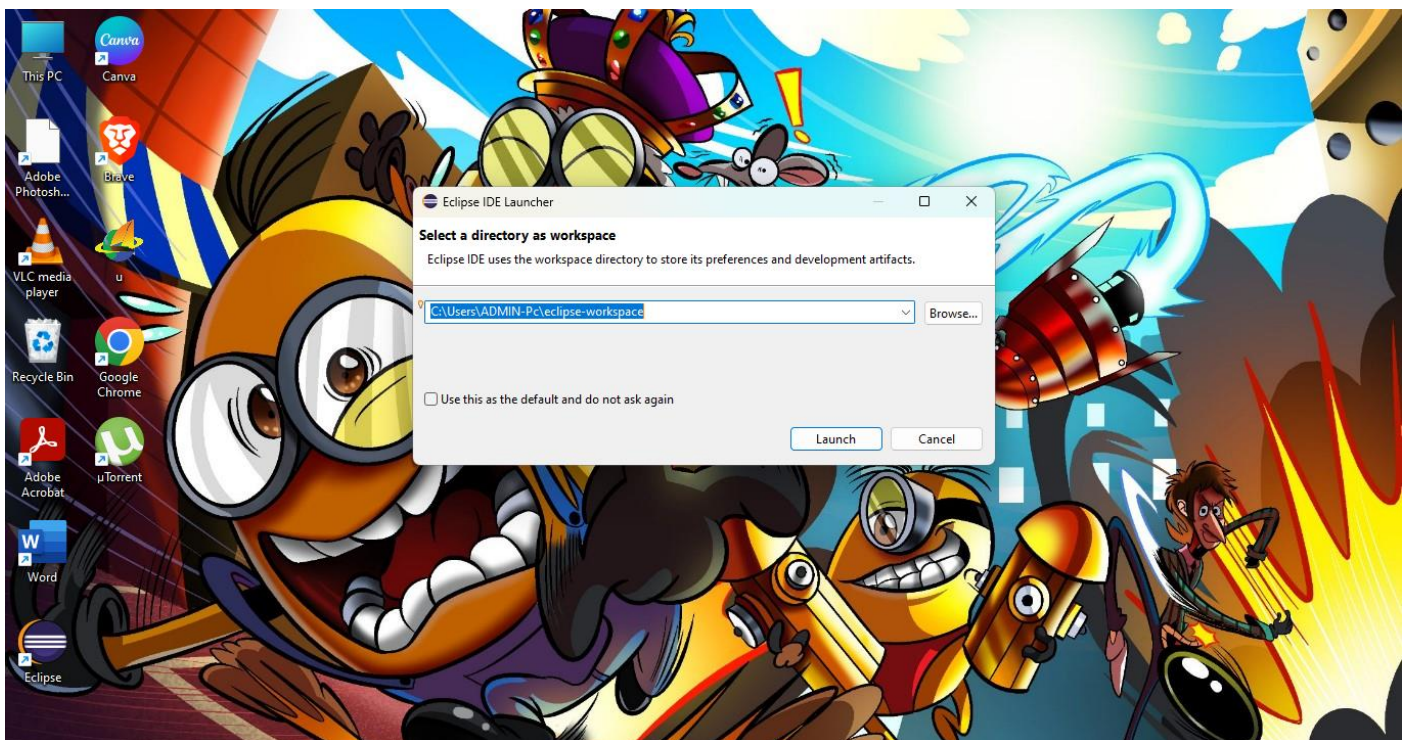 This PC
Canva
Canva
Adobe
Photosh...
Brave
VLC media
player
u
Recycle Bin
Google
Chrome
Adobe
Acrobat
µTorrent
W
Word
Eclipse
Eclipse IDE Launcher
Select a directory as workspace
Eclipse IDE uses the workspace directory to store its preferences and development artifacts.
C:\Users\ADMIN-Pc\eclipse-workspace
Browse...
Use this as the default and do not ask again
Launch
Cancel